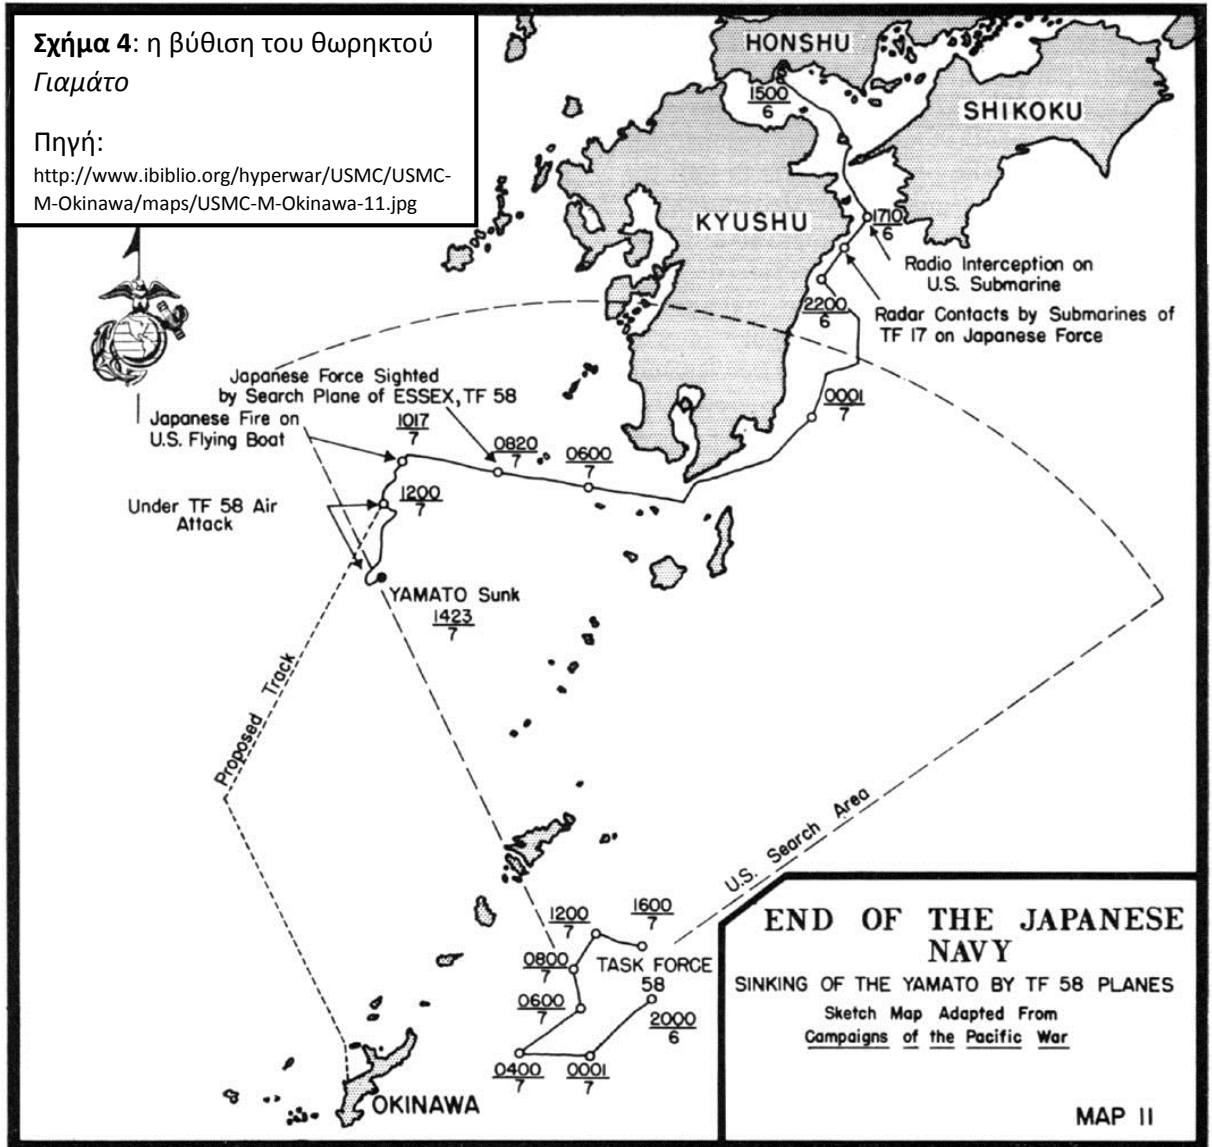 Σχήμα 4: η βύθιση του θωρηκτού
Γιαμάτο
Πηγή:
http://www.ibiblio.org/hyperwar/USMC/USMC-
M-Okinawa/maps/USMC-M-Okinawa-11.jpg
HONSHU
1500
6
SHIKOKU
KYUSHU
1710
6
Radio Interception on
U.S. Submarine
2200
6
Radar Contacts by Submarines of
TF 17 on Japanese Force
0001
7
Japanese Force Sighted
by Search Plane of ESSEX, TF 58
Japanese Fire on
U.S. Flying Boat
1017
7
0820
7
0600
7
Under TF 58 Air
Attack
1200
7
YAMATO Sunk
1423
7
Proposed Track
U.S. Search Area
1200
7
1600
7
0800
7
TASK FORCE
58
0600
7
2000
6
0400
7
0001
7
OKINAWA
END OF THE JAPANESE
NAVY
SINKING OF THE YAMATO BY TF 58 PLANES
Sketch Map Adapted From
Campaigns of the Pacific War
MAP II